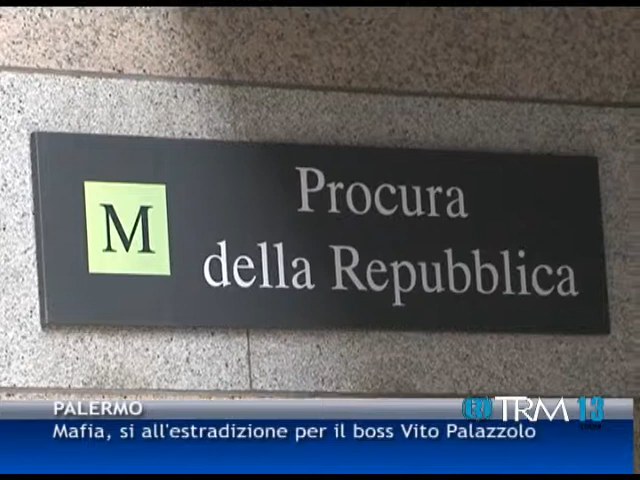 M
Procura
della Repubblica
PALERMO
TRM 13
Mafia, si all'estradizione per il boss Vito Palazzolo